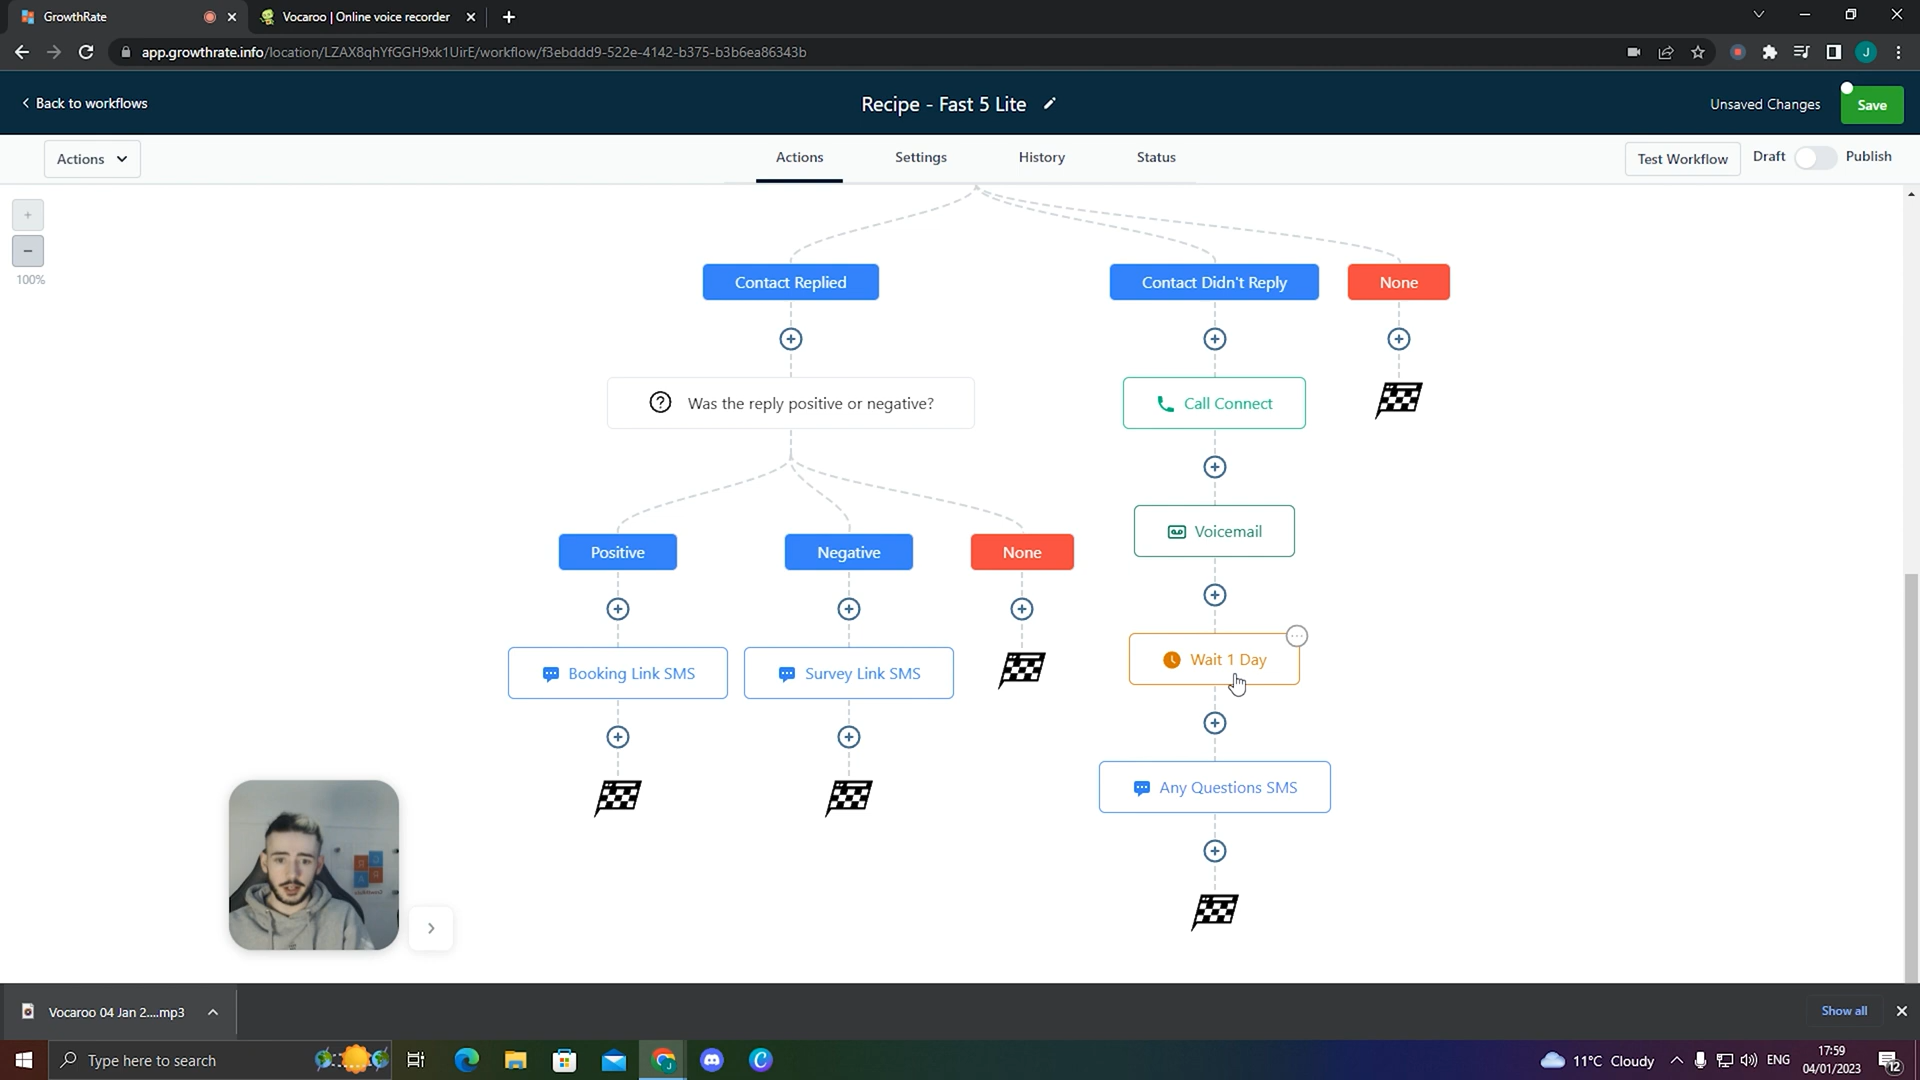 GrowthRate
Vocaroo | Online voice recorder
app.growthrate.info/location/LZAX8qhYfGGH9xk1UirE/workflow/f3ebddd9-522e-4142-b375-b3b6ea86343b
J
Back to workflows
Recipe - Fast 5 Lite
Unsaved Changes
Save
Actions
Actions
Settings
History
Status
Test Workflow
Draft
Publish
100%
Contact Replied
Contact Didn't Reply
None
Was the reply positive or negative?
Call Connect
Voicemail
Positive
Negative
None
Wait 1 Day
Booking Link SMS
Survey Link SMS
Any Questions SMS
Vocaroo 04 Jan 2....mp3
Show all
Type here to search
11°C Cloudy
ENG
17:59
04/01/2023
12